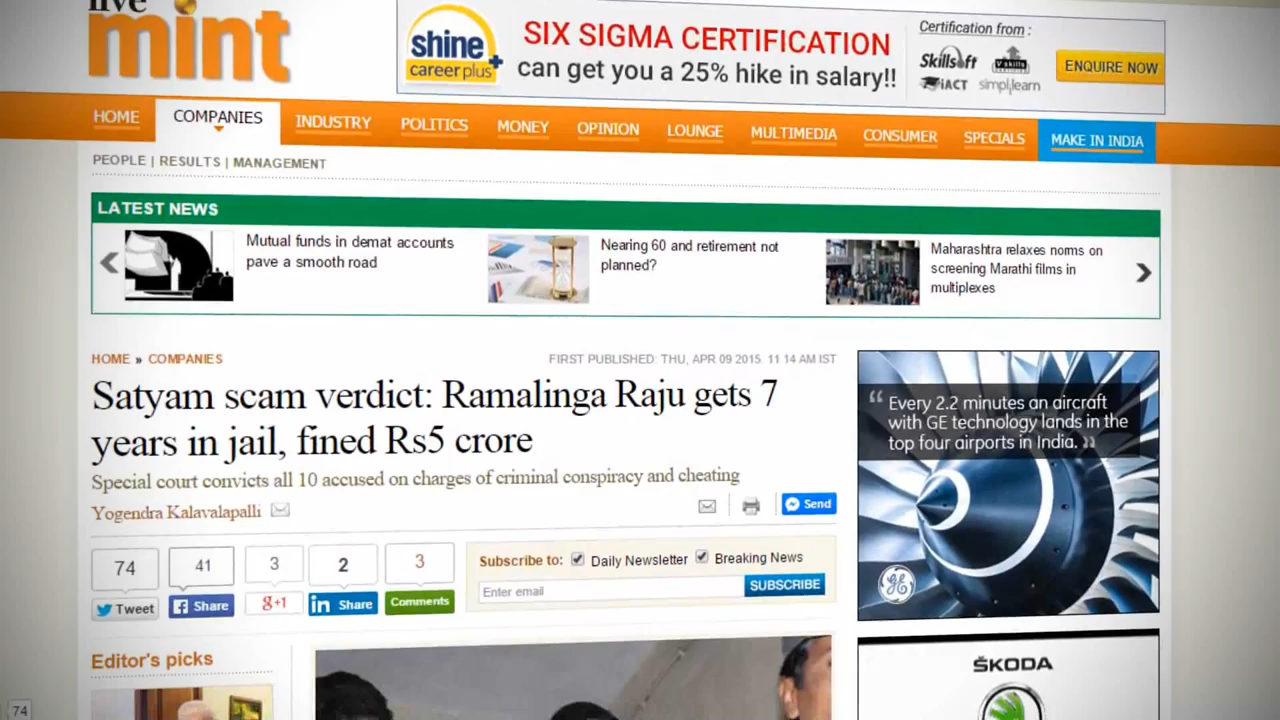 live
mint
shine
career plus+
SIX SIGMA CERTIFICATION
can get you a 25% hike in salary!!
Certification from :
Skillsoft
iACT
simplilearn
ENQUIRE NOW
HOME
COMPANIES
INDUSTRY
POLITICS
MONEY
OPINION
LOUNGE
MULTIMEDIA
CONSUMER
SPECIALS
MAKE IN INDIA
PEOPLE | RESULTS | MANAGEMENT
LATEST NEWS
Mutual funds in demat accounts
pave a smooth road
Nearing 60 and retirement not
planned?
Maharashtra relaxes norms on
screening Marathi films in
multiplexes
HOME » COMPANIES
FIRST PUBLISHED: THU, APR 09 2015. 11 14 AM IST
Satyam scam verdict: Ramalinga Raju gets 7
years in jail, fined Rs5 crore
Special court convicts all 10 accused on charges of criminal conspiracy and cheating
Yogendra Kalavalapalli
Send
74
41
3
2
3
Tweet
Share
g+1
in Share
Comments
Subscribe to:
Daily Newsletter
Breaking News
Enter email
SUBSCRIBE
“ Every 2.2 minutes an aircraft
with GE technology lands in the
top four airports in India. ”
GE
Editor's picks
ŠKODA
74